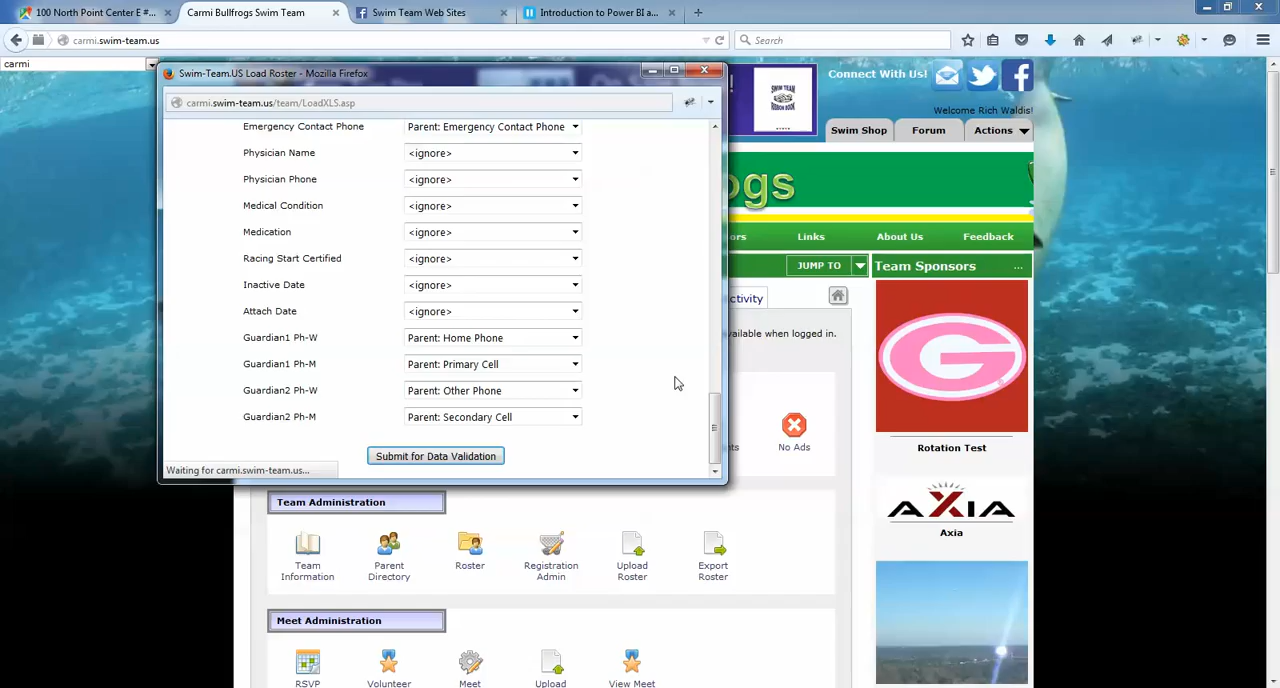 100 North Point Center E #...
Carmi Bullfrogs Swim Team
Swim Team Web Sites
Introduction to Power BI a...
carmi.swim-team.us
Search
carmi
Swim-Team.US Load Roster - Mozilla Firefox
carmi.swim-team.us/team/LoadXLS.asp
Emergency Contact Phone
Parent: Emergency Contact Phone
Physician Name
<ignore>
Physician Phone
<ignore>
Medical Condition
<ignore>
Medication
<ignore>
Racing Start Certified
<ignore>
Inactive Date
<ignore>
Attach Date
<ignore>
Guardian1 Ph-W
Parent: Home Phone
Guardian1 Ph-M
Parent: Primary Cell
Guardian2 Ph-W
Parent: Other Phone
Guardian2 Ph-M
Parent: Secondary Cell
Submit for Data Validation
Waiting for carmi.swim-team.us...
SWIM TEAM
RIBBON BOOK
Connect With Us!
Welcome Rich Waldis!
Swim Shop
Forum
Actions
ogs
ors
Links
About Us
Feedback
JUMP TO
Team Sponsors
...
ctivity
vailable when logged in.
nts
No Ads
G
Rotation Test
AXIA
Axia
Team Administration
Team
Information
Parent
Directory
Roster
Registration
Admin
Upload
Roster
Export
Roster
Meet Administration
RSVP
Volunteer
Meet
Upload
View Meet